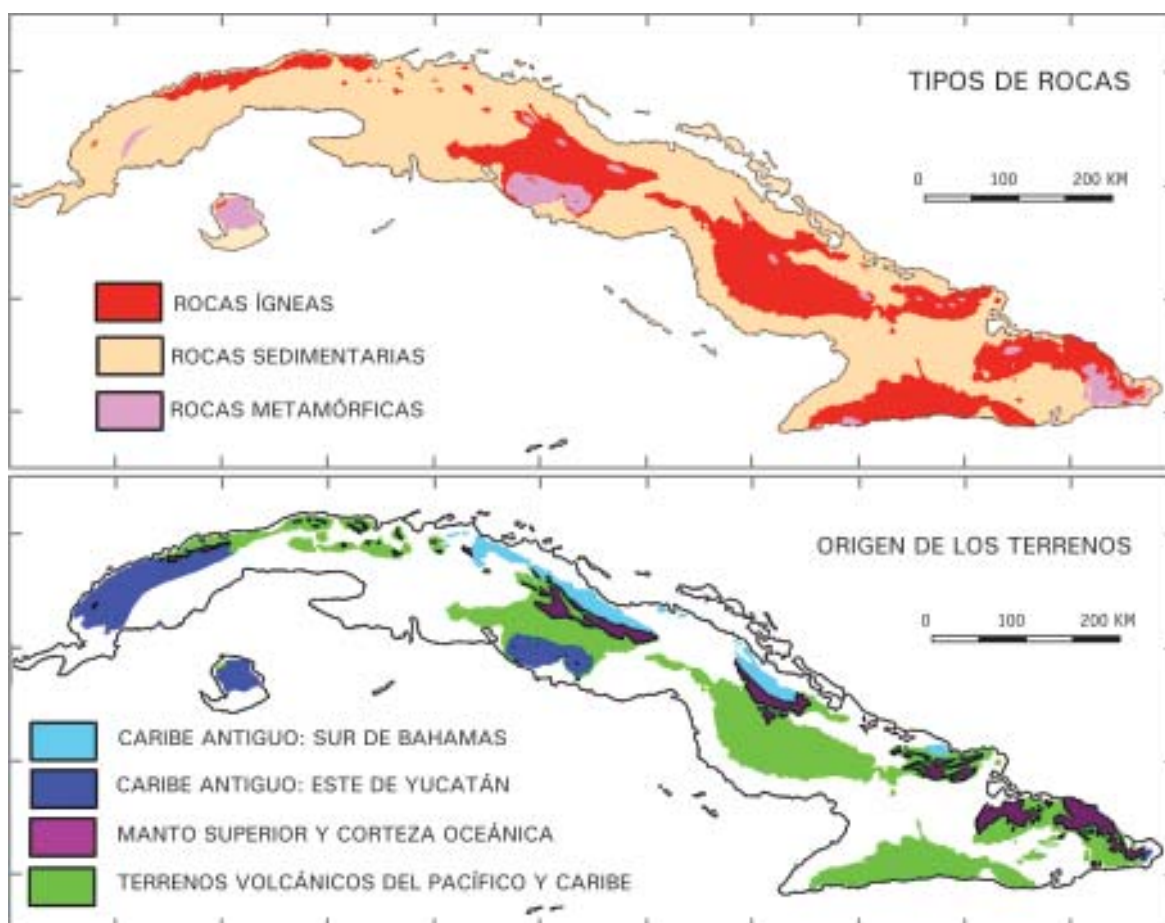 TIPOS DE ROCAS
0 100 200 KM
ROCAS ÍGNEAS
ROCAS SEDIMENTARIAS
ROCAS METAMÓRFICAS
ORIGEN DE LOS TERRENOS
0 100 200 KM
CARIBE ANTIGUO: SUR DE BAHAMAS
CARIBE ANTIGUO: ESTE DE YUCATÁN
MANTO SUPERIOR Y CORTEZA OCEÁNICA
TERRENOS VOLCÁNICOS DEL PACÍFICO Y CARIBE